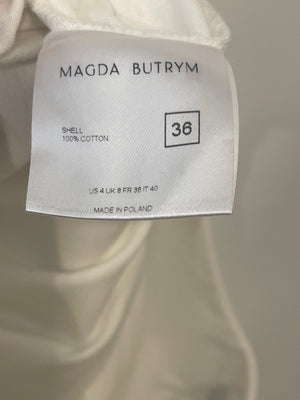 MAGDA BUTRYM
SHELL
100% COTTON
36
US 4 UK 8 FR 36 IT 40
MADE IN POLAND